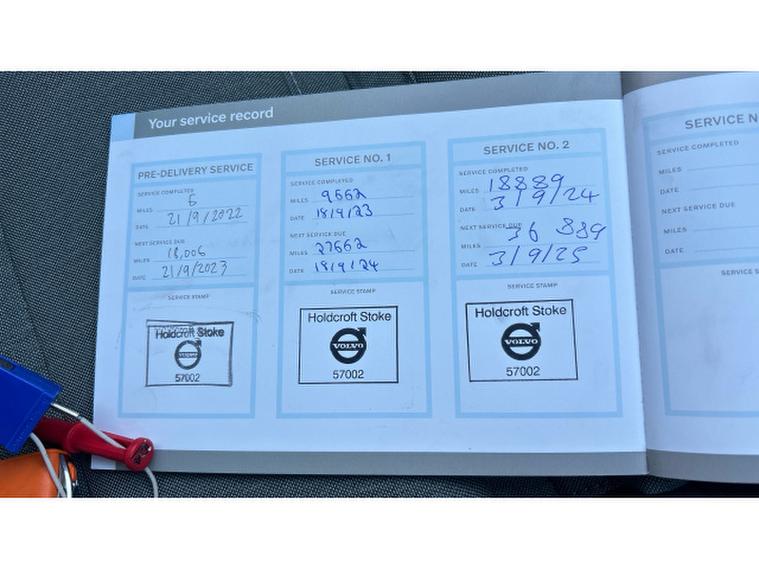 Your service record
PRE-DELIVERY SERVICE
SERVICE COMPLETED
MILES 6
DATE 21/9/2022
NEXT SERVICE DUE
MILES 18,006
DATE 21/9/2023
SERVICE STAMP
Holdcroft Stoke
VOLVO
57002
SERVICE NO. 1
SERVICE COMPLETED
MILES 9662
DATE 18/9/23
NEXT SERVICE DUE
MILES 27662
DATE 18/9/24
SERVICE STAMP
Holdcroft Stoke
VOLVO
57002
SERVICE NO. 2
SERVICE COMPLETED
MILES 18889
DATE 3/9/24
NEXT SERVICE DUE
MILES 36 889
DATE 3/9/25
SERVICE STAMP
Holdcroft Stoke
VOLVO
57002
SERVICE N
SERVICE COMPLETED
MILES
DATE
NEXT SERVICE DUE
MILES
DATE
SERVICE S